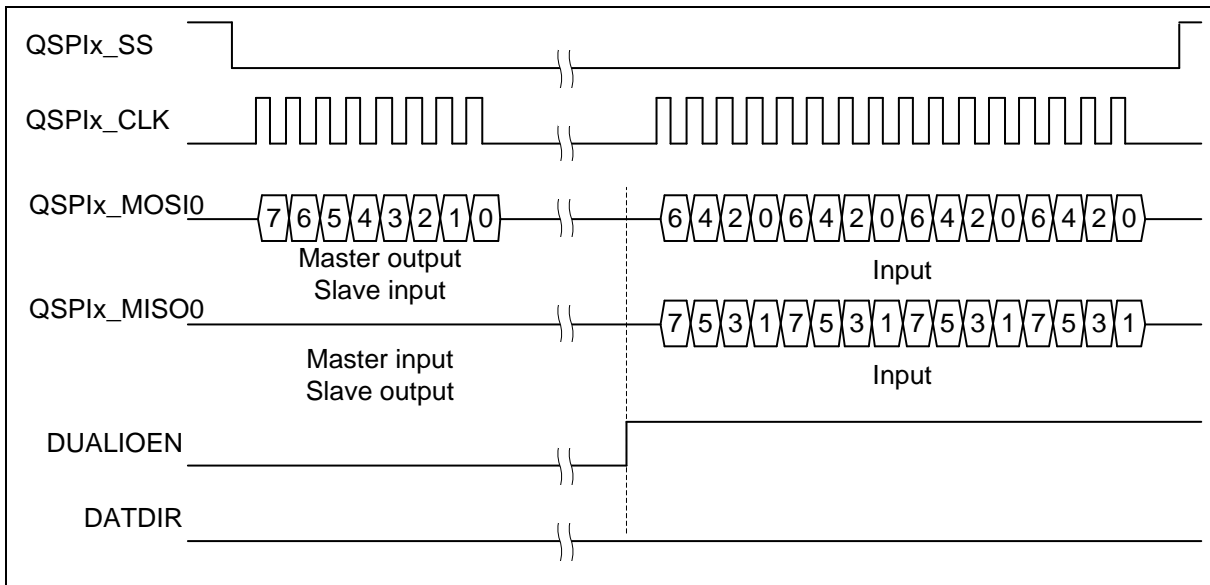 QSPIx_SS
QSPIx_CLK
QSPIx_MOSI0
7 6 5 4 3 2 1 0
6 4 2 0 6 4 2 0 6 4 2 0 6 4 2 0
Master output
Slave input
Input
QSPIx_MISO0
7 5 3 1 7 5 3 1 7 5 3 1 7 5 3 1
Master input
Slave output
Input
DUALIOEN
DATDIR